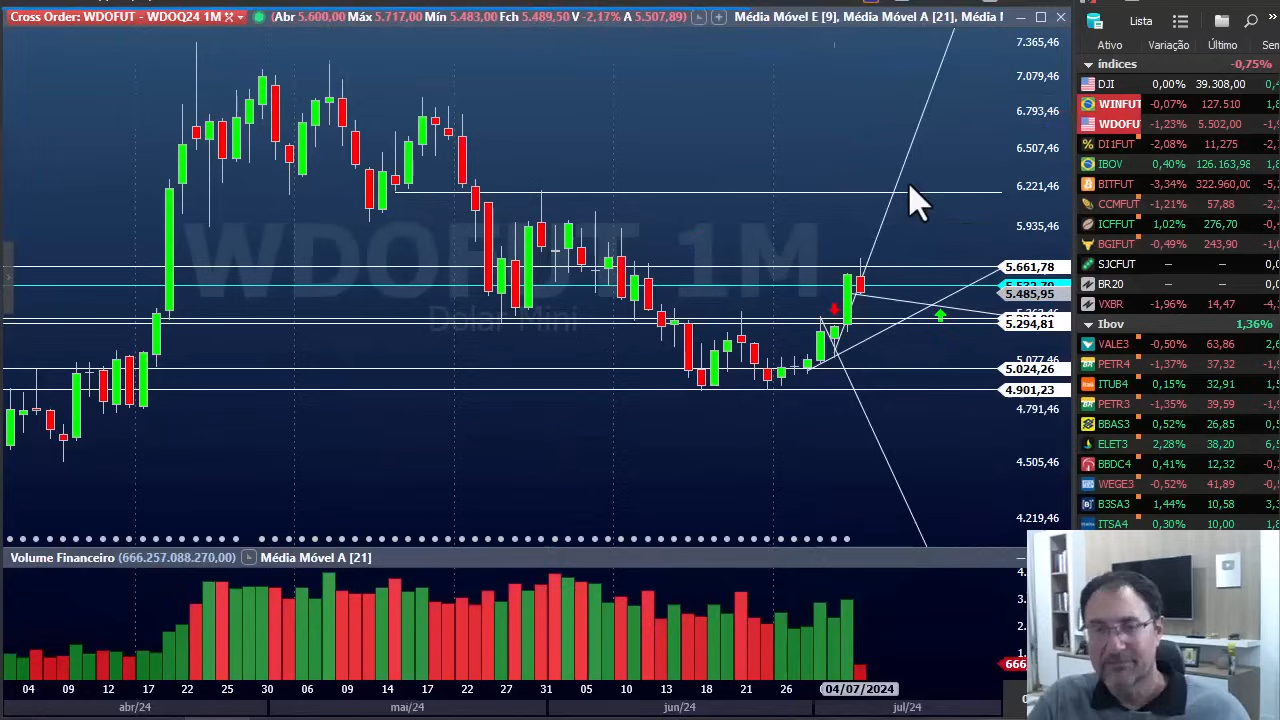 Cross Order: WDOFUT - WDOQ24 1M
(Abr 5.600,00 Máx 5.717,00 Mín 5.483,00 Fch 5.489,50 V -2,17% A 5.507,89)
Média Móvel E [9], Média Móvel A [21], Média
Lista
Ativo Variação Último
índices -0,75%
DJI 0,00% 39.308,00
WINFUT -0,07% 127.510
WDOFUT -1,23% 5.502,00
DI1FUT -2,08% 11,275
IBOV 0,40% 126.163,98
BITFUT -3,34% 322.960,00
CCMFUT -1,21% 57,88
ICFFUT 1,02% 276,70
BGIFUT -0,49% 243,90
SJCFUT – –
BR20 – –
VXBR -1,96% 14,47
Ibov 1,36%
VALE3 -0,50% 63,86
PETR4 -1,37% 37,32
ITUB4 0,15% 32,91
PETR3 -1,35% 39,59
BBAS3 0,52% 26,85
ELET3 2,28% 38,20
BBDC4 0,41% 12,32
WEGE3 -0,52% 41,89
B3SA3 1,44% 10,58
ITSA4 0,30% 10,00
7.365,46
7.079,46
6.793,46
6.507,46
6.221,46
5.935,46
5.661,78
5.485,95
5.294,81
5.077,46
5.024,26
4.901,23
4.791,46
4.505,46
4.219,46
WDOFUT 1M
Dolar Mini
Volume Financeiro (666.257.088.270,00) Média Móvel A [21]
4.
3.
2.
1.
666
04 09 12 17 22 25 30 06 09 14 17 22 27 31 05 10 13 18 21 26 04/07/2024
abr/24 mai/24 jun/24 jul/24